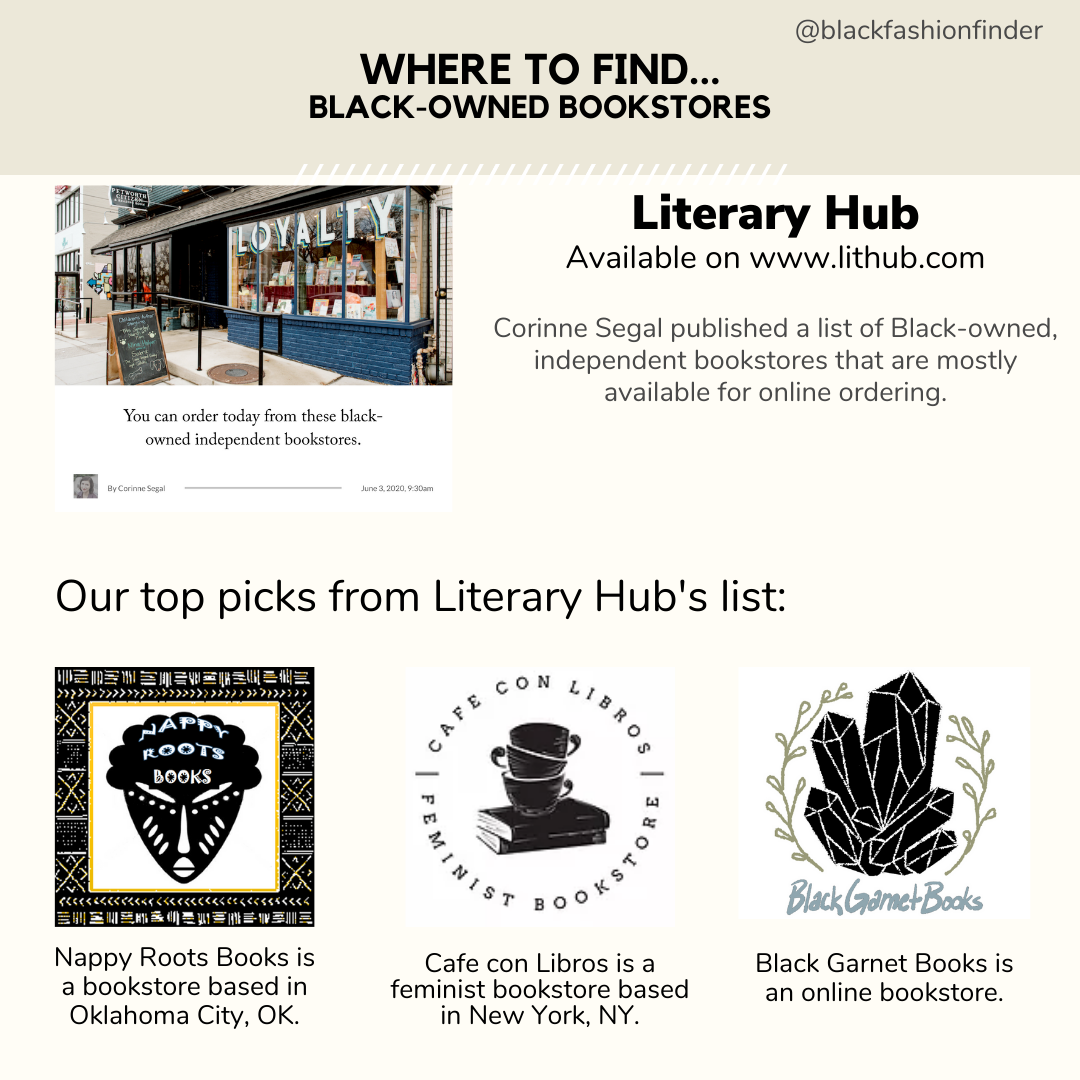 @blackfashionfinder
WHERE TO FIND...
BLACK-OWNED BOOKSTORES
PETWORTH
CITIZEN
LOYALTY
Literary Hub
Available on www.lithub.com
Corinne Segal published a list of Black-owned,
independent bookstores that are mostly
available for online ordering.
You can order today from these black-
owned independent bookstores.
By Corinne Segal
June 3, 2020, 9:30am
Our top picks from Literary Hub's list:
NAPPY
ROOTS
BOOKS
CAFE CON LIBROS
FEMINIST BOOKSTORE
Black Garnet Books
Nappy Roots Books is
a bookstore based in
Oklahoma City, OK.
Cafe con Libros is a
feminist bookstore based
in New York, NY.
Black Garnet Books is
an online bookstore.